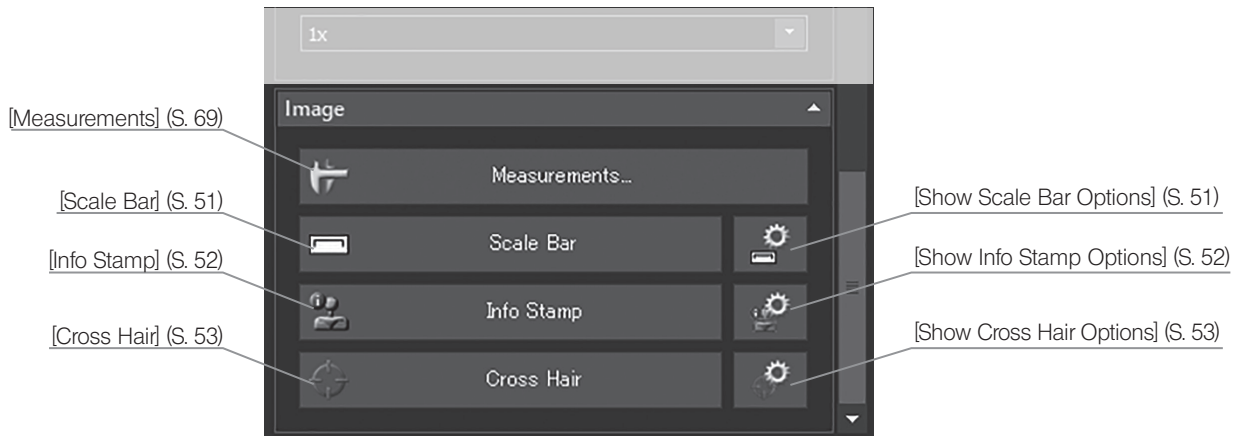 1x
Image
[Measurements] (S. 69)
Measurements...
[Scale Bar] (S. 51)
Scale Bar
[Show Scale Bar Options] (S. 51)
[Info Stamp] (S. 52)
Info Stamp
[Show Info Stamp Options] (S. 52)
[Cross Hair] (S. 53)
Cross Hair
[Show Cross Hair Options] (S. 53)